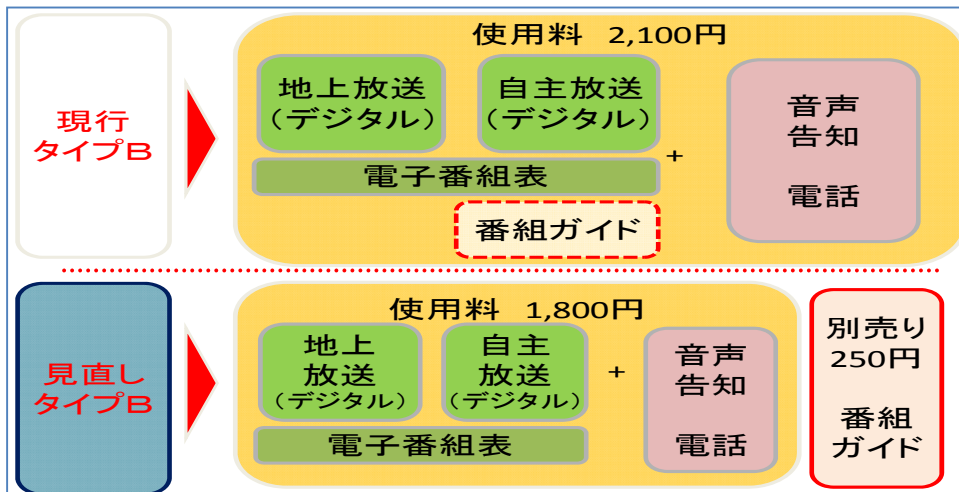 現行
タイプB
使用料 2,100円
地上放送
(デジタル)
自主放送
(デジタル)
電子番組表
番組ガイド
+
音声
告知
電話
見直し
タイプB
使用料 1,800円
地上
放送
(デジタル)
自主
放送
(デジタル)
電子番組表
+
音声
告知
電話
別売り
250円
番組
ガイド